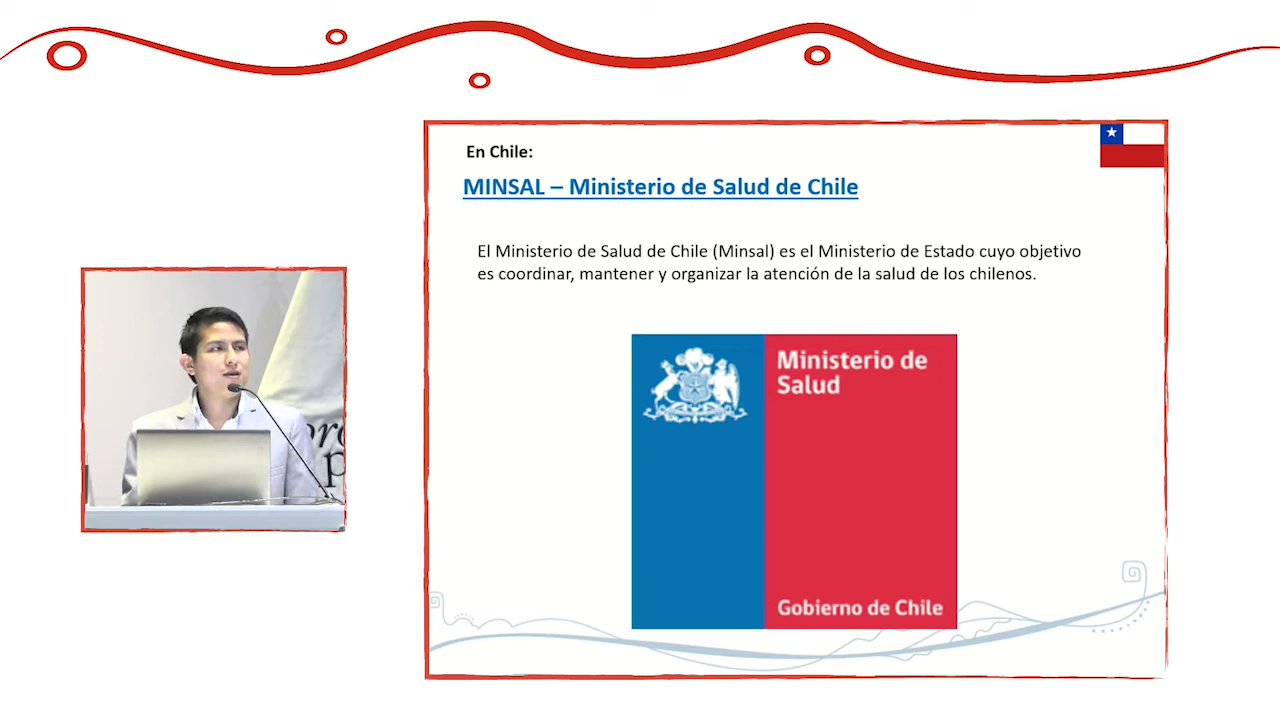 En Chile:
MINSAL – Ministerio de Salud de Chile
El Ministerio de Salud de Chile (Minsal) es el Ministerio de Estado cuyo objetivo
es coordinar, mantener y organizar la atención de la salud de los chilenos.
Ministerio de
Salud
Gobierno de Chile